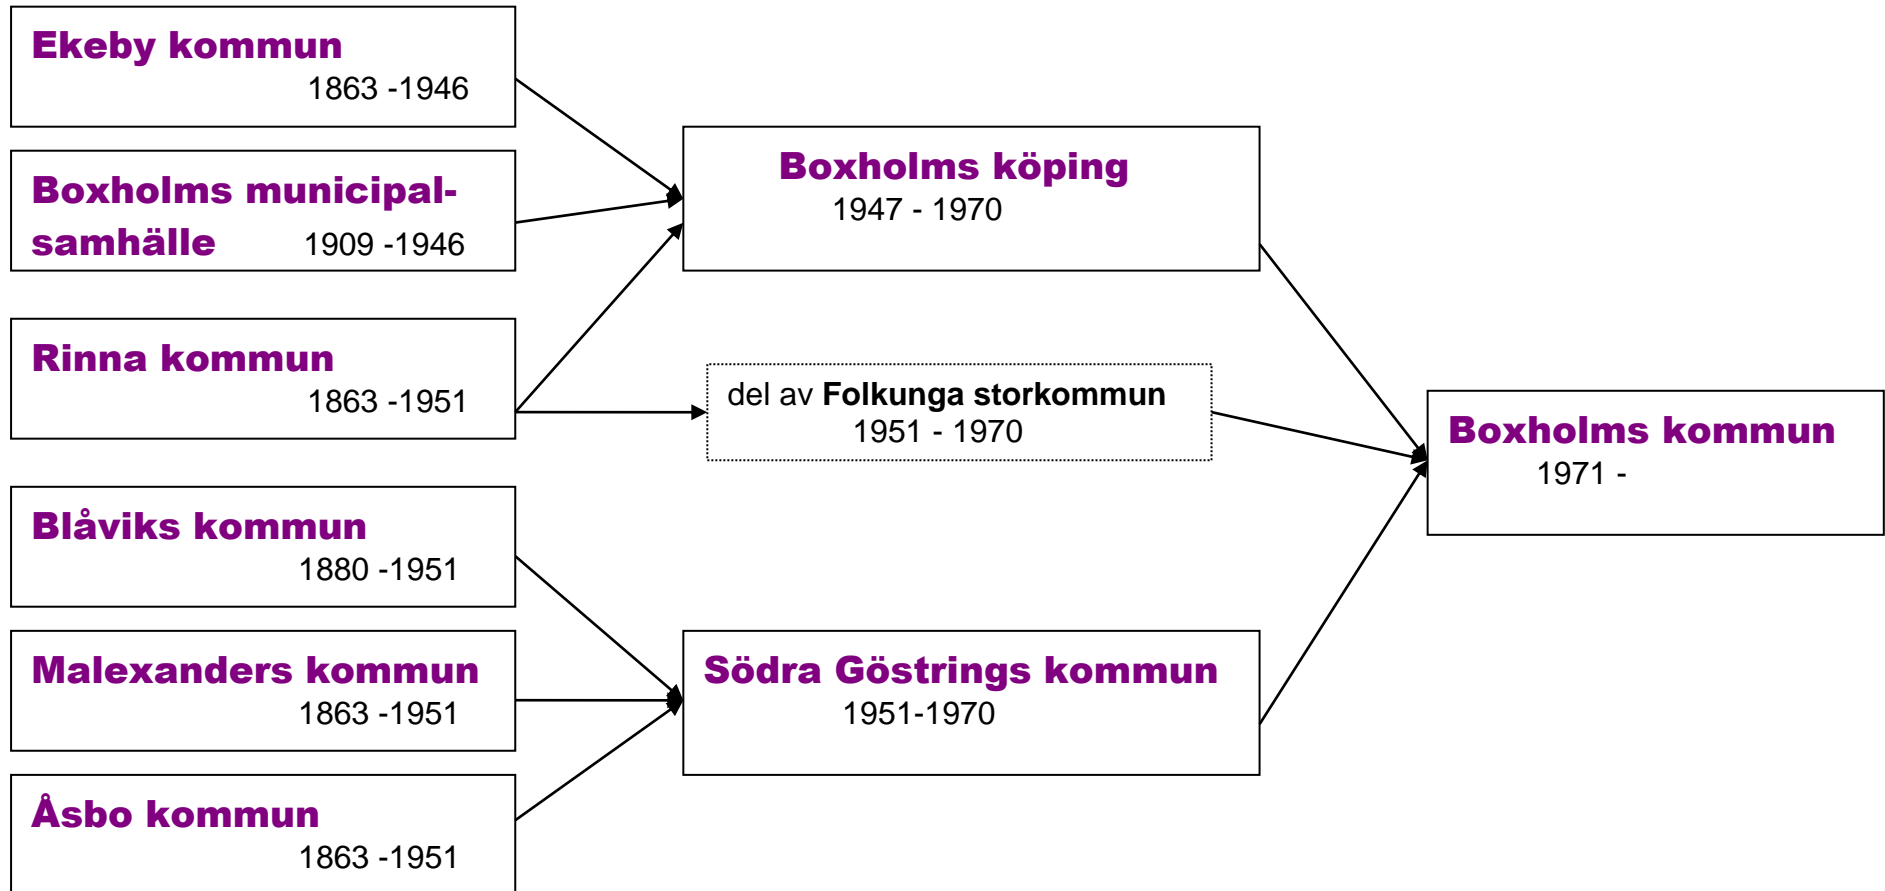 Ekeby kommun
1863 -1946
Boxholms municipal-
samhälle 1909 -1946
Rinna kommun
1863 -1951
Blåviks kommun
1880 -1951
Malexanders kommun
1863 -1951
Åsbo kommun
1863 -1951
Boxholms köping
1947 - 1970
del av Folkunga storkommun
1951 - 1970
Södra Göstrings kommun
1951-1970
Boxholms kommun
1971 -